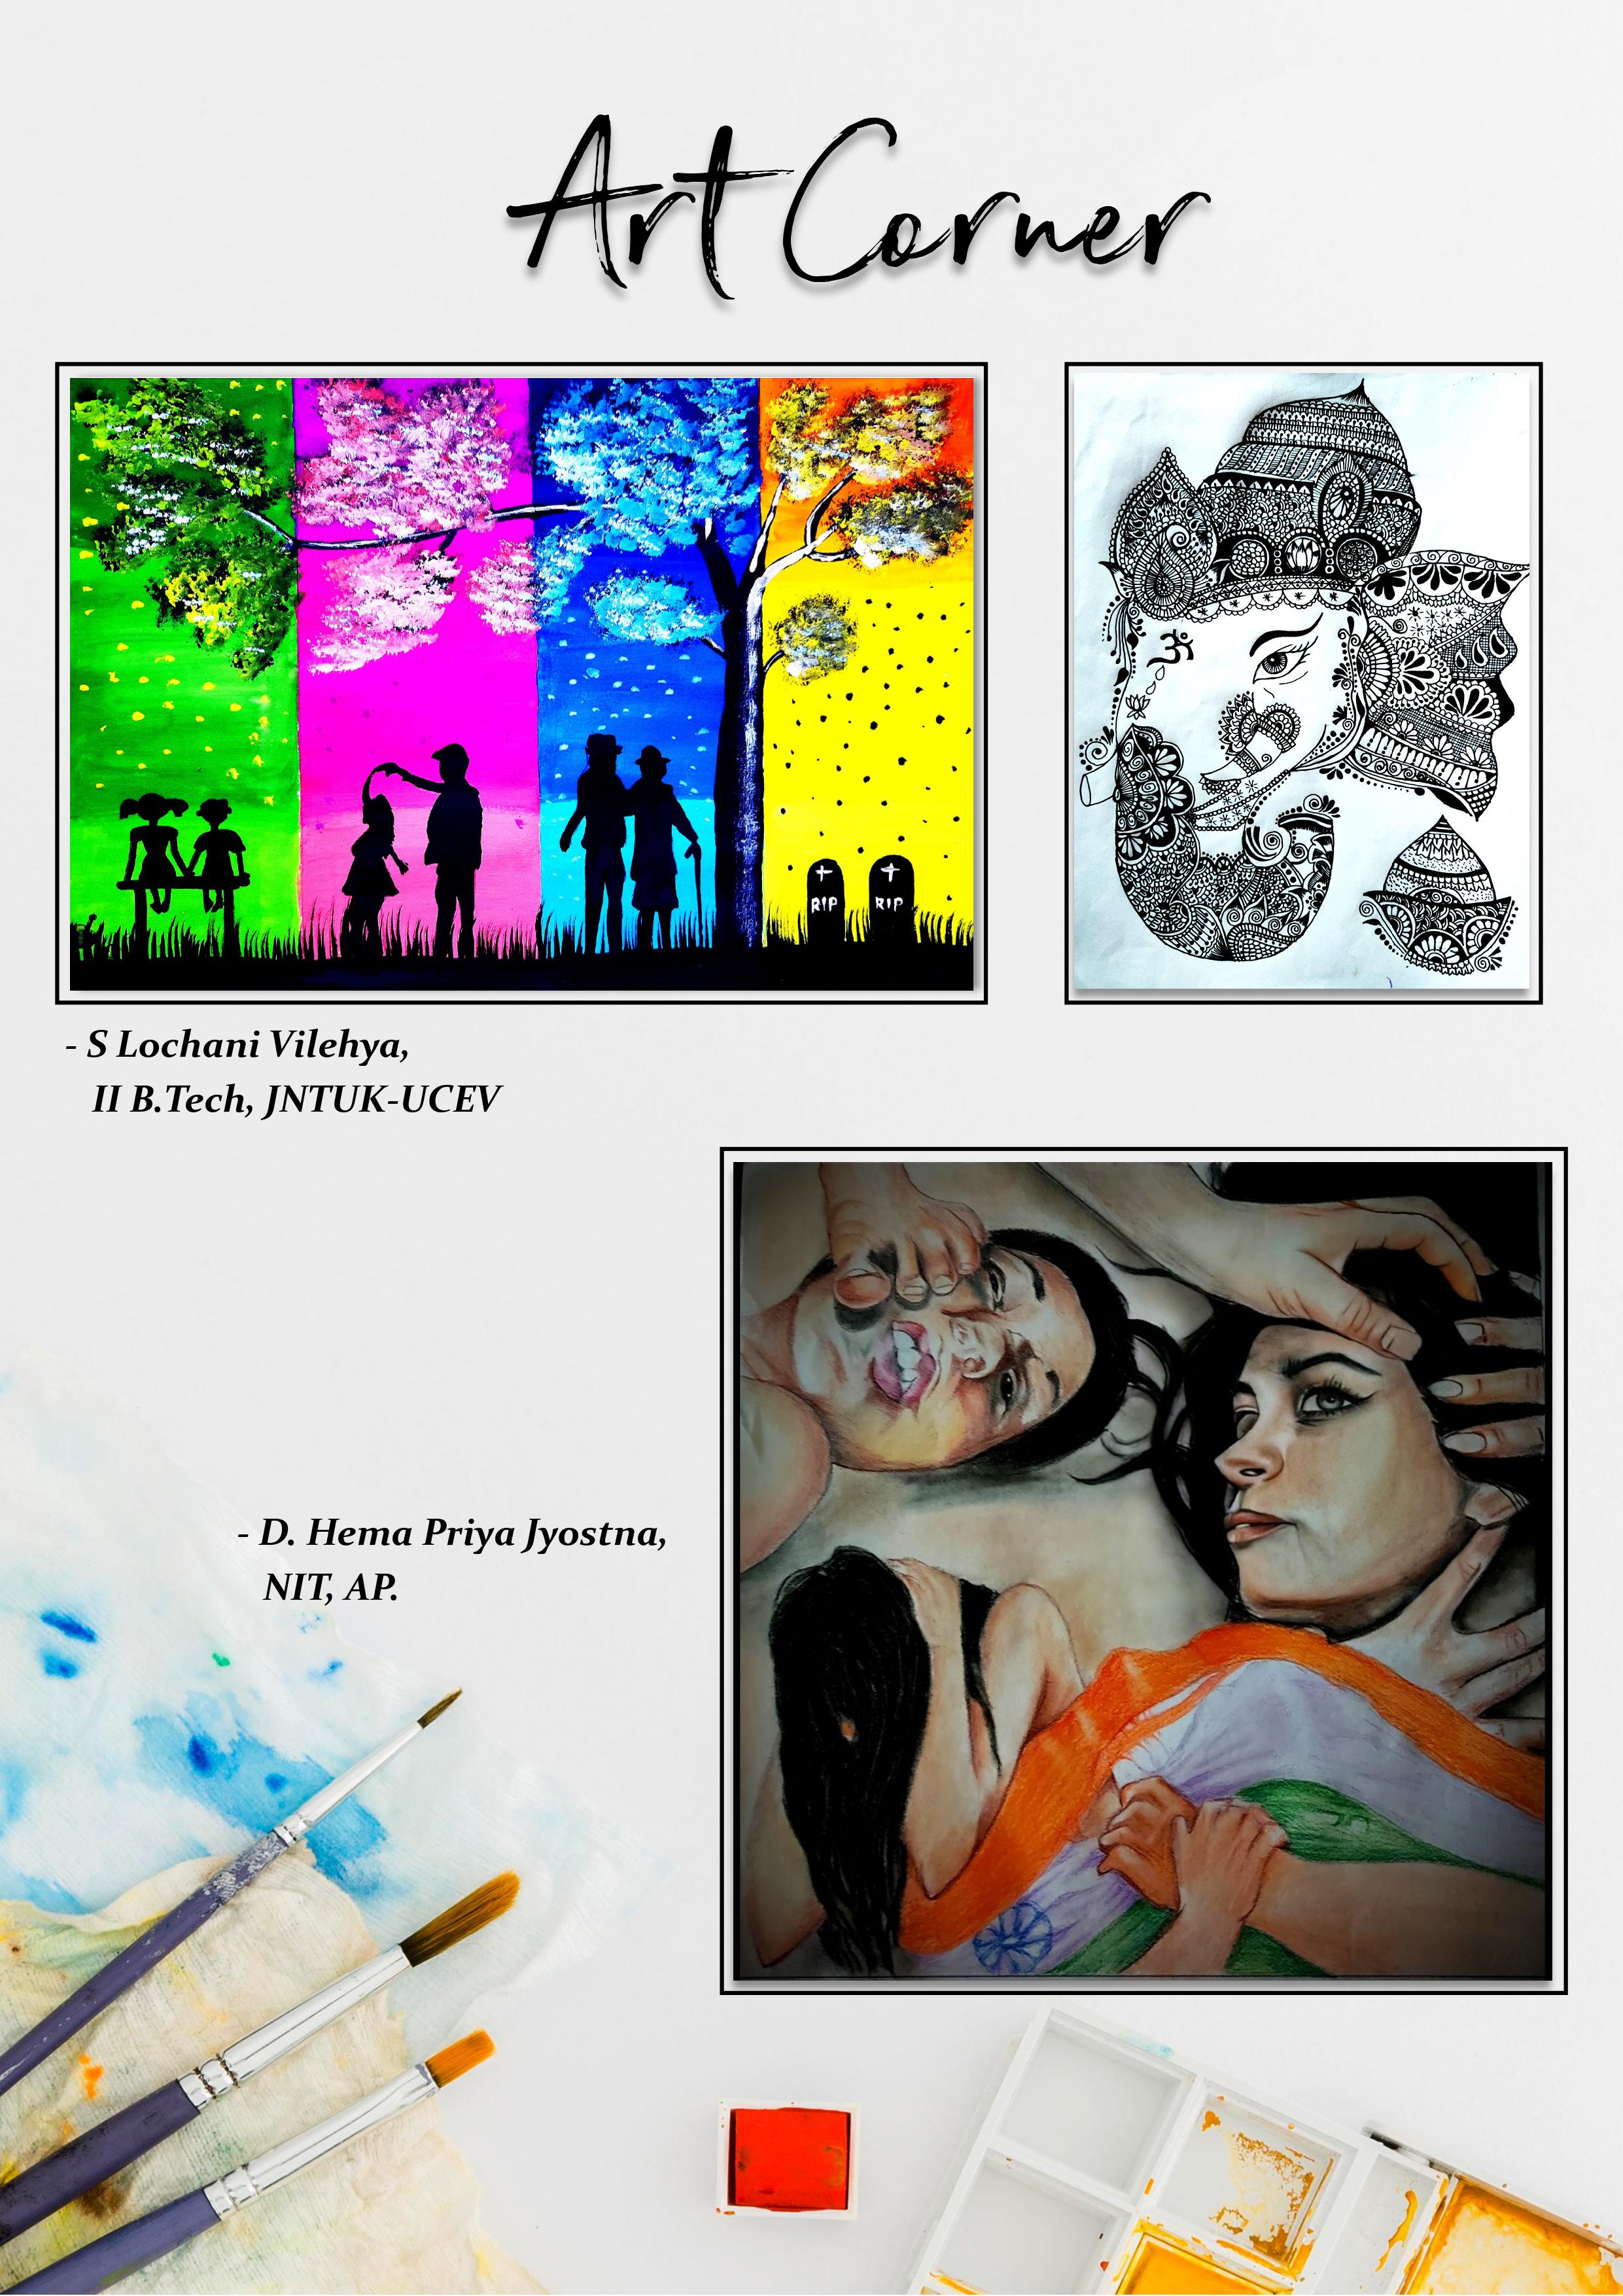 Art Corner
RIP
RIP
ॐ
- S Lochani Vilehya,
II B.Tech, JNTUK-UCEV
- D. Hema Priya Jyostna,
NIT, AP.